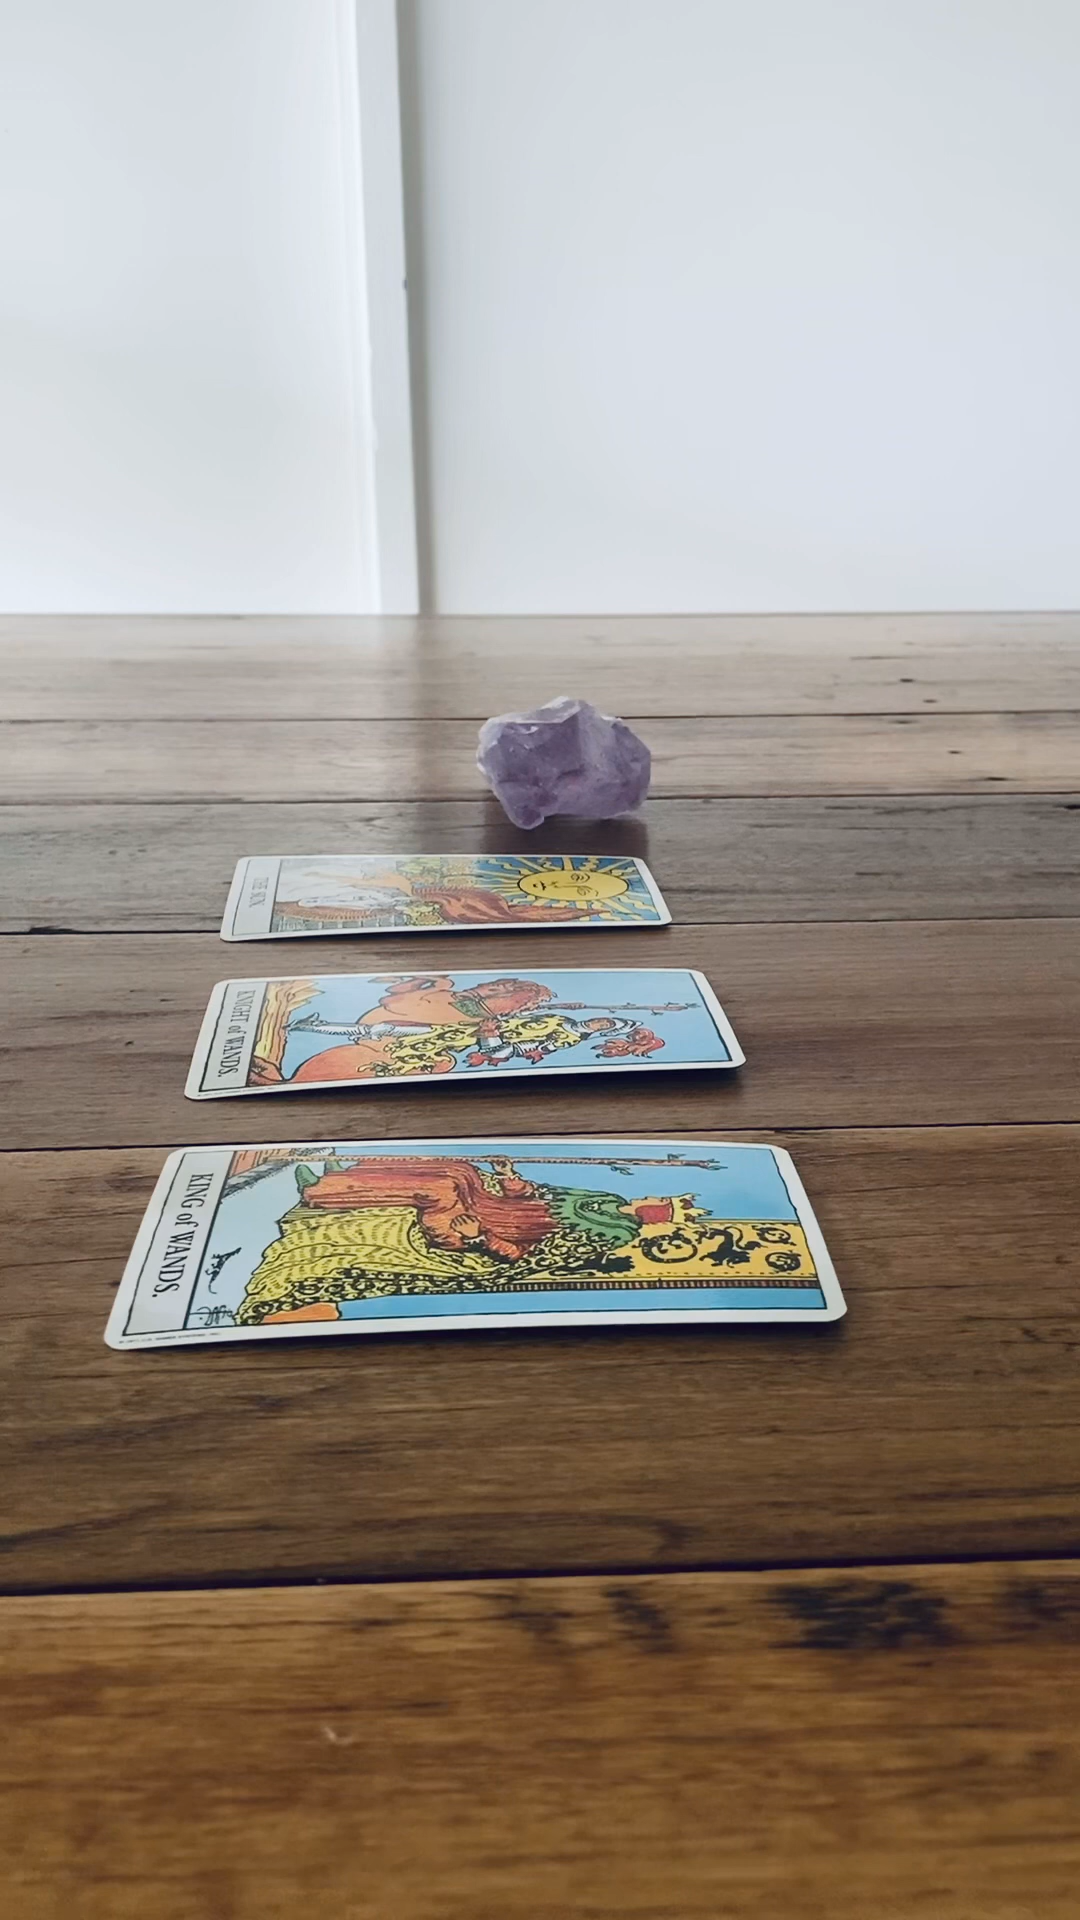 THE SUN.
KNIGHT of WANDS.
KING of WANDS.